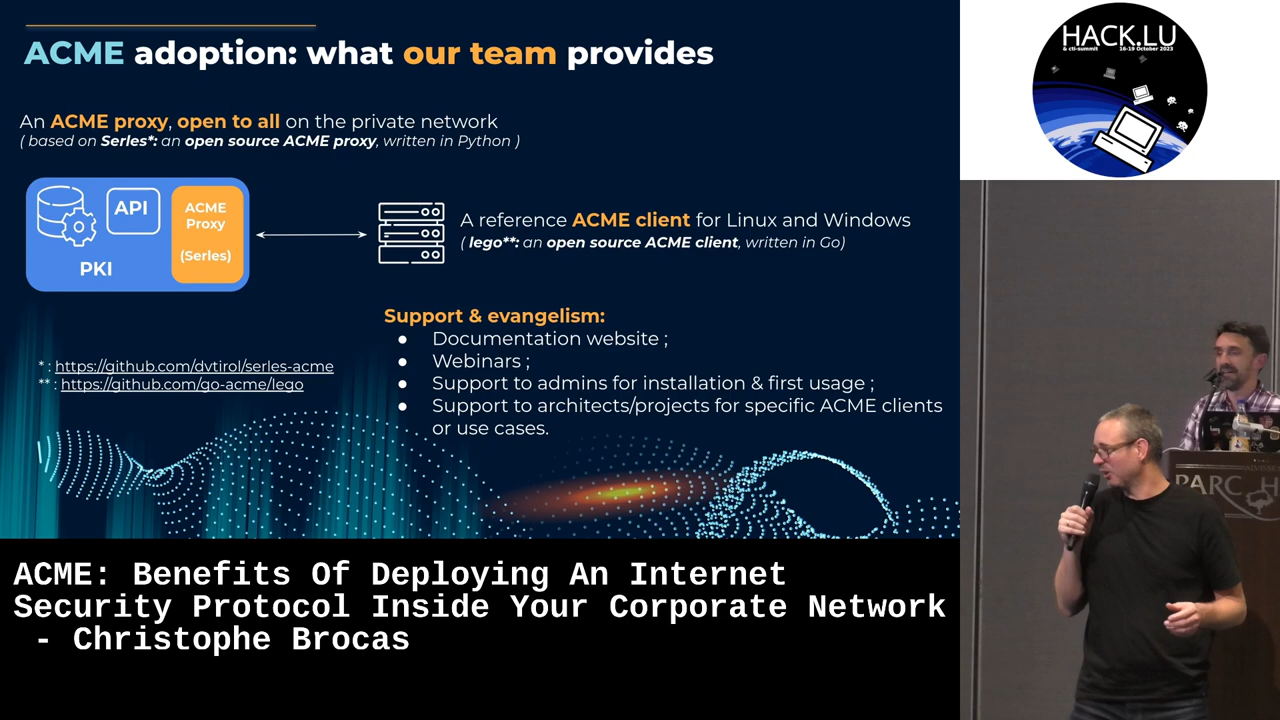 ACME adoption: what our team provides
An ACME proxy, open to all on the private network
( based on Serles*: an open source ACME proxy, written in Python )
API
ACME
Proxy
(Serles)
PKI
A reference ACME client for Linux and Windows
( lego**: an open source ACME client, written in Go)
Support & evangelism:
● Documentation website ;
● Webinars ;
● Support to admins for installation & first usage ;
● Support to architects/projects for specific ACME clients
or use cases.
* : https://github.com/dvtirol/serles-acme
** : https://github.com/go-acme/lego
ACME: Benefits Of Deploying An Internet
Security Protocol Inside Your Corporate Network
- Christophe Brocas
HACK.LU
& cti-summit 16-19 October 2023
PARC H